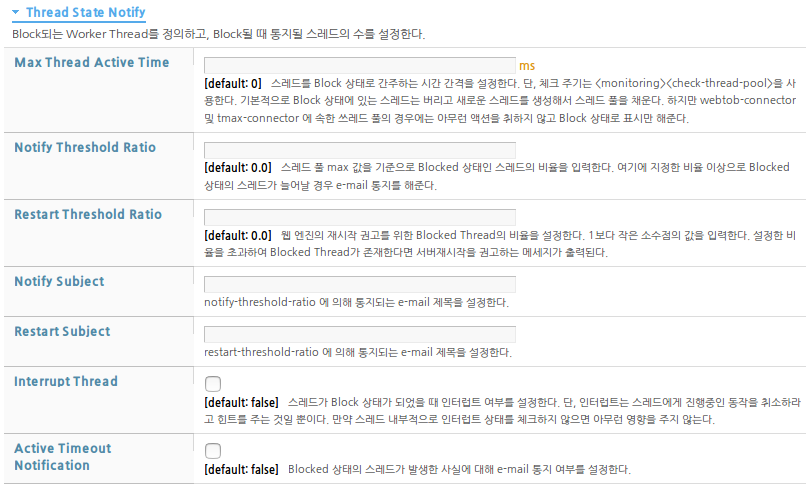 Thread State Notify
Block되는 Worker Thread를 정의하고, Block될 때 통지될 스레드의 수를 설정한다.
Max Thread Active Time
ms
[default: 0] 스레드를 Block 상태로 간주하는 시간 간격을 설정한다. 단, 체크 주기는 <monitoring><check-thread-pool>을 사
용한다. 기본적으로 Block 상태에 있는 스레드는 버리고 새로운 스레드를 생성해서 스레드 풀을 채운다. 하지만 webtob-connector
및 tmax-connector 에 속한 쓰레드 풀의 경우에는 아무런 액션을 취하지 않고 Block 상태로 표시만 해준다.
Notify Threshold Ratio
[default: 0.0] 스레드 풀 max 값을 기준으로 Blocked 상태인 스레드의 비율을 입력한다. 여기에 지정한 비율 이상으로 Blocked
상태의 스레드가 늘어날 경우 e-mail 통지를 해준다.
Restart Threshold Ratio
[default: 0.0] 웹 엔진의 재시작 권고를 위한 Blocked Thread의 비율을 설정한다. 1보다 작은 소수점의 값을 입력한다. 설정한 비
율을 초과하여 Blocked Thread가 존재한다면 서버재시작을 권고하는 메세지가 출력된다.
Notify Subject
notify-threshold-ratio 에 의해 통지되는 e-mail 제목을 설정한다.
Restart Subject
restart-threshold-ratio 에 의해 통지되는 e-mail 제목을 설정한다.
Interrupt Thread
[default: false] 스레드가 Block 상태가 되었을 때 인터럽트 여부를 설정한다. 단, 인터럽트는 스레드에게 진행중인 동작을 취소하라
고 힌트를 주는 것일 뿐이다. 만약 스레드 내부적으로 인터럽트 상태를 체크하지 않으면 아무런 영향을 주지 않는다.
Active Timeout
Notification
[default: false] Blocked 상태의 스레드가 발생한 사실에 대해 e-mail 통지 여부를 설정한다.